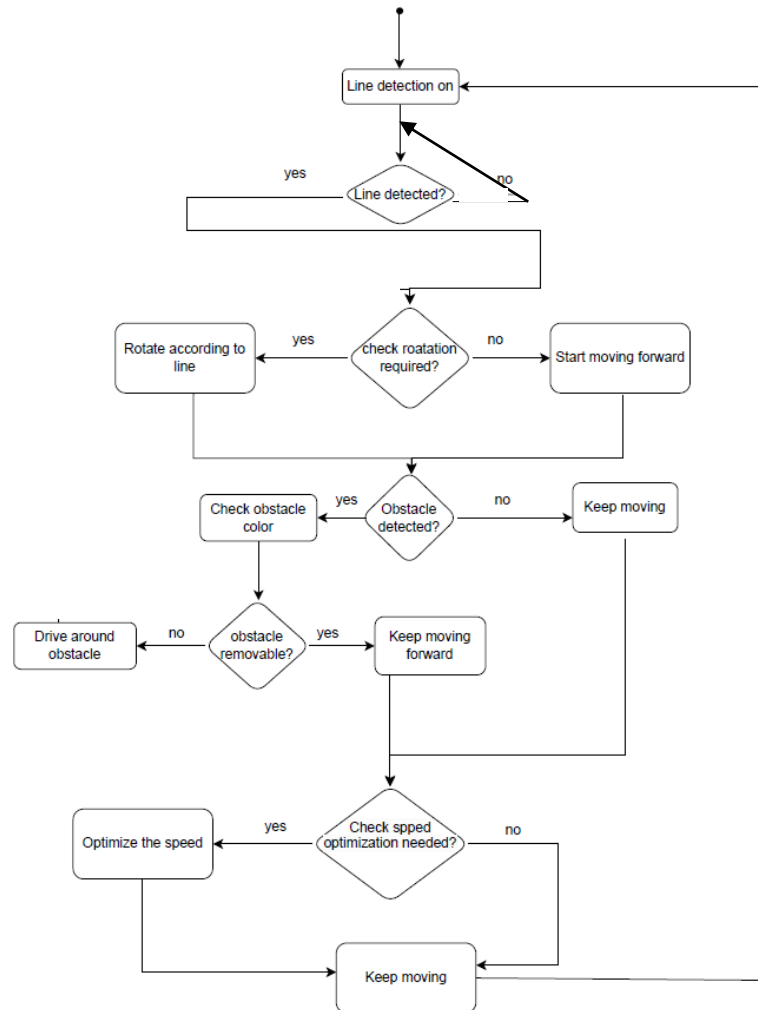 Line detection on
yes
no
Line detected?
yes
no
Rotate according to
line
check roatation
required?
Start moving forward
yes
no
Check obstacle
color
Obstacle
detected?
Keep moving
no
yes
Drive around
obstacle
obstacle
removable?
Keep moving
forward
yes
no
Optimize the speed
Check spped
optimization needed?
Keep moving